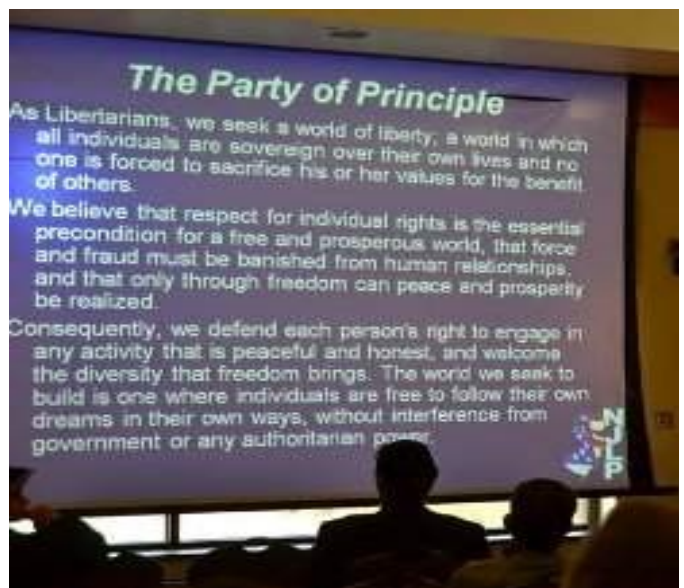 The Party of Principle
As Libertarians, we seek a world of liberty; a world in which
all individuals are sovereign over their own lives and no
one is forced to sacrifice his or her values for the benefit
of others.
We believe that respect for individual rights is the essential
precondition for a free and prosperous world, that force
and fraud must be banished from human relationships,
and that only through freedom can peace and prosperity
be realized.
Consequently, we defend each person's right to engage in
any activity that is peaceful and honest, and welcome
the diversity that freedom brings. The world we seek to
build is one where individuals are free to follow their own
dreams in their own ways, without interference from
government or any authoritarian power.
NJLP